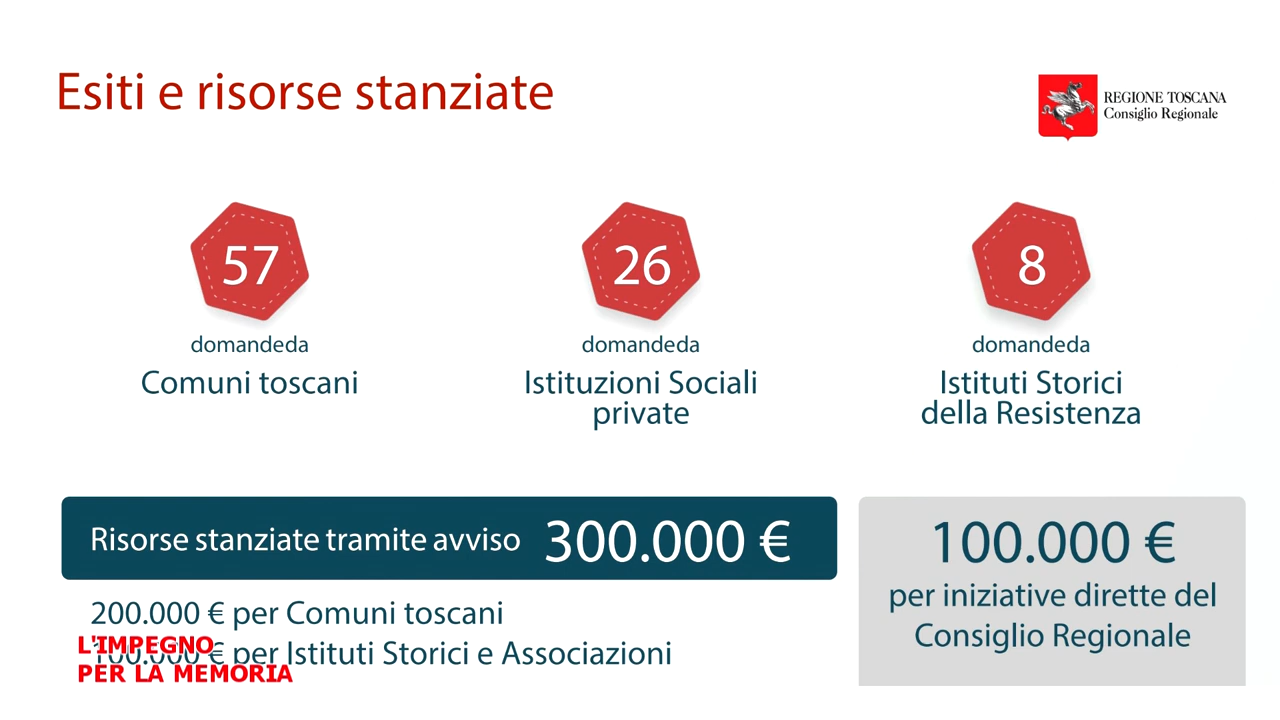 Esiti e risorse stanziate
REGIONE TOSCANA
Consiglio Regionale
57
domandeda
Comuni toscani
26
domandeda
Istituzioni Sociali
private
8
domandeda
Istituti Storici
della Resistenza
Risorse stanziate tramite avviso 300.000 €
200.000 € per Comuni toscani
100.000 € per Istituti Storici e Associazioni
100.000 €
per iniziative dirette del
Consiglio Regionale
L'IMPEGNO
PER LA MEMORIA